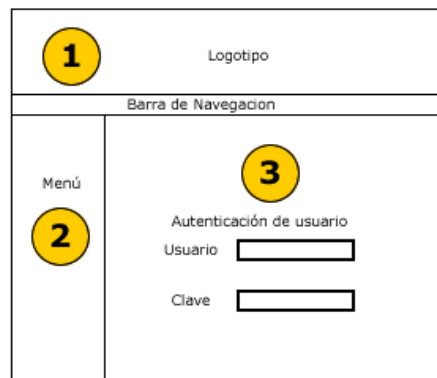 1
Logotipo
Barra de Navegacion
Menú
2
3
Autenticación de usuario
Usuario
Clave